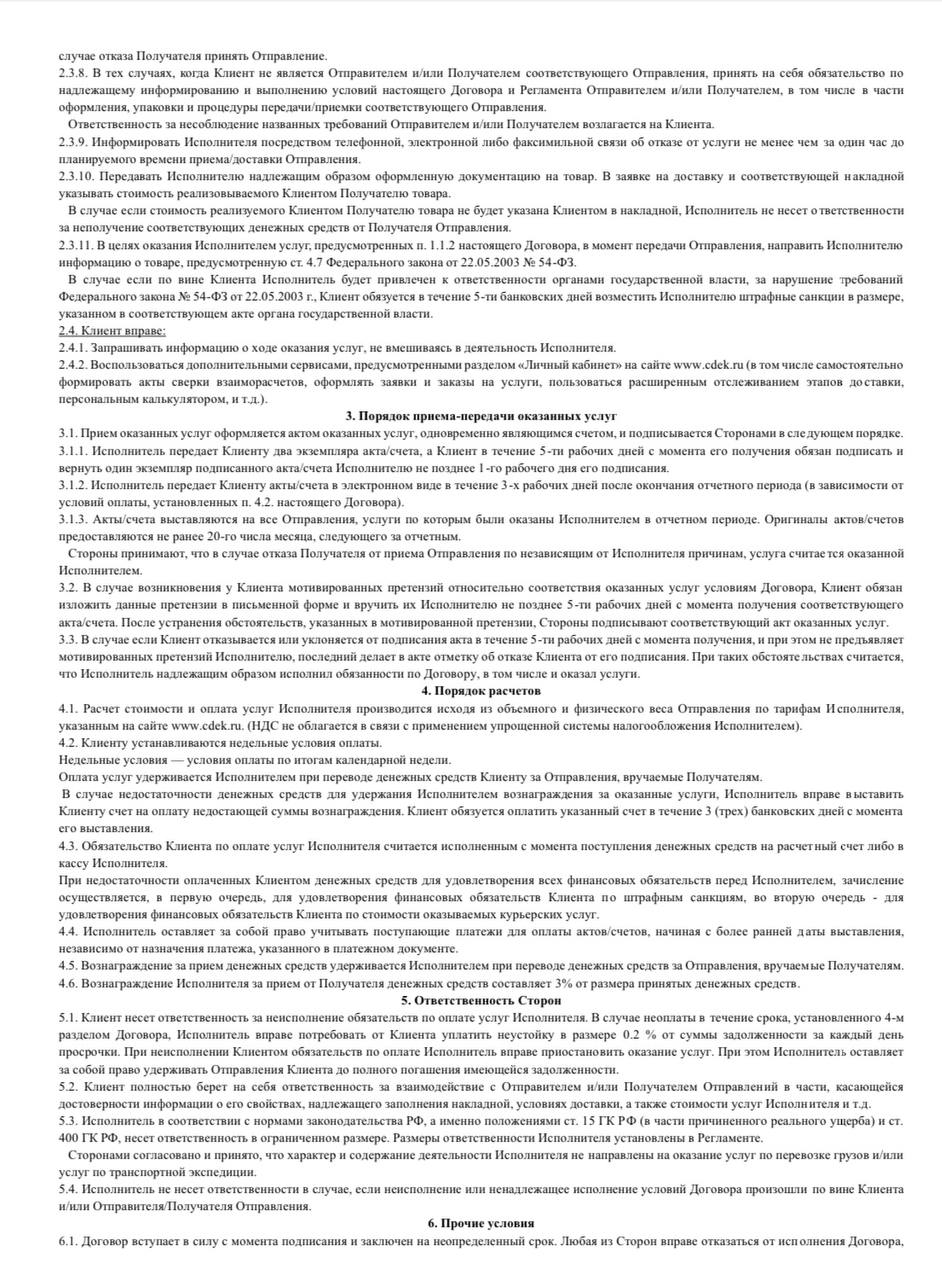 случае отказа Получателя принять Отправление.
2.3.8. В тех случаях, когда Клиент не является Отправителем и/или Получателем соответствующего Отправления, принять на себя обязательство по
надлежащему информированию и выполнению условий настоящего Договора и Регламента Отправителем и/или Получателем, в том числе в части
оформления, упаковки и процедуры передачи/приемки соответствующего Отправления.
Ответственность за несоблюдение названных требований Отправителем и/или Получателем возлагается на Клиента.
2.3.9. Информировать Исполнителя посредством телефонной, электронной либо факсимильной связи об отказе от услуги не менее чем за один час до
планируемого времени приема/доставки Отправления.
2.3.10. Передавать Исполнителю надлежащим образом оформленную документацию на товар. В заявке на доставку и соответствующей накладной
указывать стоимость реализовываемого Клиентом Получателю товара.
В случае если стоимость реализуемого Клиентом Получателю товара не будет указана Клиентом в накладной, Исполнитель не несет ответственности
за неполучение соответствующих денежных средств от Получателя Отправления.
2.3.11. В целях оказания Исполнителем услуг, предусмотренных п. 1.1.2 настоящего Договора, в момент передачи Отправления, направить Исполнителю
информацию о товаре, предусмотренную ст. 4.7 Федерального закона от 22.05.2003 № 54-ФЗ.
В случае если по вине Клиента Исполнитель будет привлечен к ответственности органами государственной власти, за нарушение требований
Федерального закона № 54-ФЗ от 22.05.2003 г., Клиент обязуется в течение 5-ти банковских дней возместить Исполнителю штрафные санкции в размере,
указанном в соответствующем акте органа государственной власти.
2.4. Клиент вправе:
2.4.1. Запрашивать информацию о ходе оказания услуг, не вмешиваясь в деятельность Исполнителя.
2.4.2. Воспользоваться дополнительными сервисами, предусмотренными разделом «Личный кабинет» на сайте www.cdek.ru (в том числе самостоятельно
формировать акты сверки взаиморасчетов, оформлять заявки и заказы на услуги, пользоваться расширенным отслеживанием этапов доставки,
персональным калькулятором, и т.д.).
3. Порядок приема-передачи оказанных услуг
3.1. Прием оказанных услуг оформляется актом оказанных услуг, одновременно являющимся счетом, и подписывается Сторонами в следующем порядке.
3.1.1. Исполнитель передает Клиенту два экземпляра акта/счета, а Клиент в течение 5-ти рабочих дней с момента его получения обязан подписать и
вернуть один экземпляр подписанного акта/счета Исполнителю не позднее 1-го рабочего дня его подписания.
3.1.2. Исполнитель передает Клиенту акты/счета в электронном виде в течение 3-х рабочих дней после окончания отчетного периода (в зависимости от
условий оплаты, установленных п. 4.2. настоящего Договора).
3.1.3. Акты/счета выставляются на все Отправления, услуги по которым были оказаны Исполнителем в отчетном периоде. Оригиналы актов/счетов
предоставляются не ранее 20-го числа месяца, следующего за отчетным.
Стороны принимают, что в случае отказа Получателя от приема Отправления по независящим от Исполнителя причинам, услуга считается оказанной
Исполнителем.
3.2. В случае возникновения у Клиента мотивированных претензий относительно соответствия оказанных услуг условиям Договора, Клиент обязан
изложить данные претензии в письменной форме и вручить их Исполнителю не позднее 5-ти рабочих дней с момента получения соответствующего
акта/счета. После устранения обстоятельств, указанных в мотивированной претензии, Стороны подписывают соответствующий акт оказанных услуг.
3.3. В случае если Клиент отказывается или уклоняется от подписания акта в течение 5-ти рабочих дней с момента получения, и при этом не предъявляет
мотивированных претензий Исполнителю, последний делает в акте отметку об отказе Клиента от его подписания. При таких обстоятельствах считается,
что Исполнитель надлежащим образом исполнил обязанности по Договору, в том числе и оказал услуги.
4. Порядок расчетов
4.1. Расчет стоимости и оплата услуг Исполнителя производится исходя из объемного и физического веса Отправления по тарифам Исполнителя,
указанным на сайте www.cdek.ru. (НДС не облагается в связи с применением упрощенной системы налогообложения Исполнителем).
4.2. Клиенту устанавливаются недельные условия оплаты.
Недельные условия — условия оплаты по итогам календарной недели.
Оплата услуг удерживается Исполнителем при переводе денежных средств Клиенту за Отправления, вручаемые Получателям.
В случае недостаточности денежных средств для удержания Исполнителем вознаграждения за оказанные услуги, Исполнитель вправе выставить
Клиенту счет на оплату недостающей суммы вознаграждения. Клиент обязуется оплатить указанный счет в течение 3 (трех) банковских дней с момента
его выставления.
4.3. Обязательство Клиента по оплате услуг Исполнителя считается исполненным с момента поступления денежных средств на расчетный счет либо в
кассу Исполнителя.
При недостаточности оплаченных Клиентом денежных средств для удовлетворения всех финансовых обязательств перед Исполнителем, зачисление
осуществляется, в первую очередь, для удовлетворения финансовых обязательств Клиента по штрафным санкциям, во вторую очередь - для
удовлетворения финансовых обязательств Клиента по стоимости оказываемых курьерских услуг.
4.4. Исполнитель оставляет за собой право учитывать поступающие платежи для оплаты актов/счетов, начиная с более ранней даты выставления,
независимо от назначения платежа, указанного в платежном документе.
4.5. Вознаграждение за прием денежных средств удерживается Исполнителем при переводе денежных средств за Отправления, вручаемые Получателям.
4.6. Вознаграждение Исполнителя за прием от Получателя денежных средств составляет 3% от размера принятых денежных средств.
5. Ответственность Сторон
5.1. Клиент несет ответственность за неисполнение обязательств по оплате услуг Исполнителя. В случае неоплаты в течение срока, установленного 4-м
разделом Договора, Исполнитель вправе потребовать от Клиента уплатить неустойку в размере 0.2 % от суммы задолженности за каждый день
просрочки. При неисполнении Клиентом обязательств по оплате Исполнитель вправе приостановить оказание услуг. При этом Исполнитель оставляет
за собой право удерживать Отправления Клиента до полного погашения имеющейся задолженности.
5.2. Клиент полностью берет на себя ответственность за взаимодействие с Отправителем и/или Получателем Отправлений в части, касающейся
достоверности информации о его свойствах, надлежащего заполнения накладной, условиях доставки, а также стоимости услуг Исполнителя и т.д.
5.3. Исполнитель в соответствии с нормами законодательства РФ, а именно положениями ст. 15 ГК РФ (в части причиненного реального ущерба) и ст.
400 ГК РФ, несет ответственность в ограниченном размере. Размеры ответственности Исполнителя установлены в Регламенте.
Сторонами согласовано и принято, что характер и содержание деятельности Исполнителя не направлены на оказание услуг по перевозке грузов и/или
услуг по транспортной экспедиции.
5.4. Исполнитель не несет ответственности в случае, если неисполнение или ненадлежащее исполнение условий Договора произошли по вине Клиента
и/или Отправителя/Получателя Отправления.
6. Прочие условия
6.1. Договор вступает в силу с момента подписания и заключен на неопределенный срок. Любая из Сторон вправе отказаться от исполнения Договора,